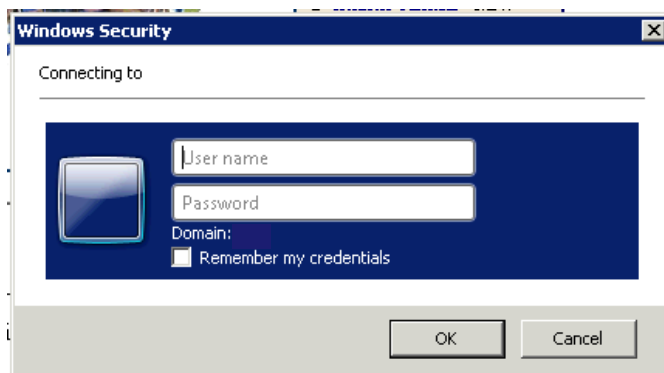 Windows Security
Connecting to
User name
Password
Domain:
Remember my credentials
OK
Cancel